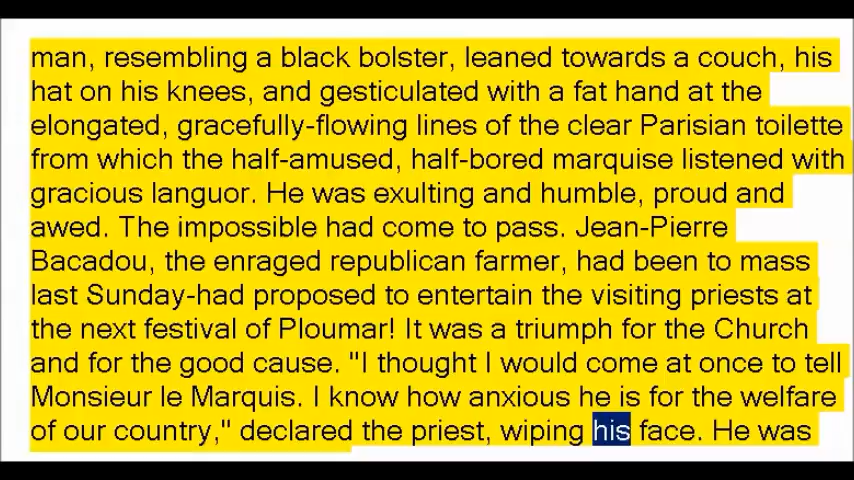 man, resembling a black bolster, leaned towards a couch, his
hat on his knees, and gesticulated with a fat hand at the
elongated, gracefully-flowing lines of the clear Parisian toilette
from which the half-amused, half-bored marquise listened with
gracious languor. He was exulting and humble, proud and
awed. The impossible had come to pass. Jean-Pierre
Bacadou, the enraged republican farmer, had been to mass
last Sunday-had proposed to entertain the visiting priests at
the next festival of Ploumar! It was a triumph for the Church
and for the good cause. "I thought I would come at once to tell
Monsieur le Marquis. I know how anxious he is for the welfare
of our country," declared the priest, wiping his face. He was